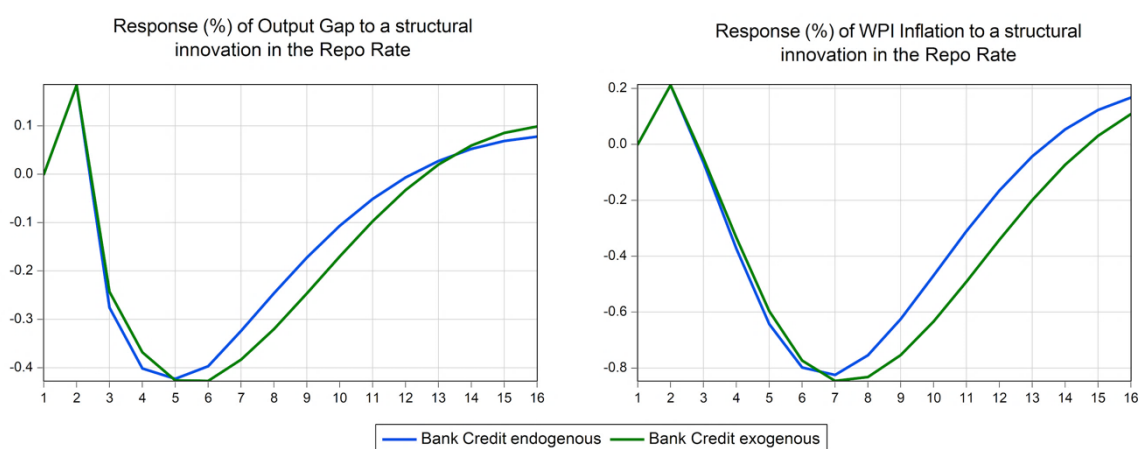 Response (%) of Output Gap to a structural
innovation in the Repo Rate
0.1
0.0
-0.1
-0.2
-0.3
-0.4
1 2 3 4 5 6 7 8 9 10 11 12 13 14 15 16
Response (%) of WPI Inflation to a structural
innovation in the Repo Rate
0.2
0.0
-0.2
-0.4
-0.6
-0.8
1 2 3 4 5 6 7 8 9 10 11 12 13 14 15 16
Bank Credit endogenous Bank Credit exogenous